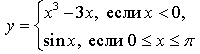 y = { x³ − 3x, если x < 0,
sin x, если 0 ≤ x ≤ π